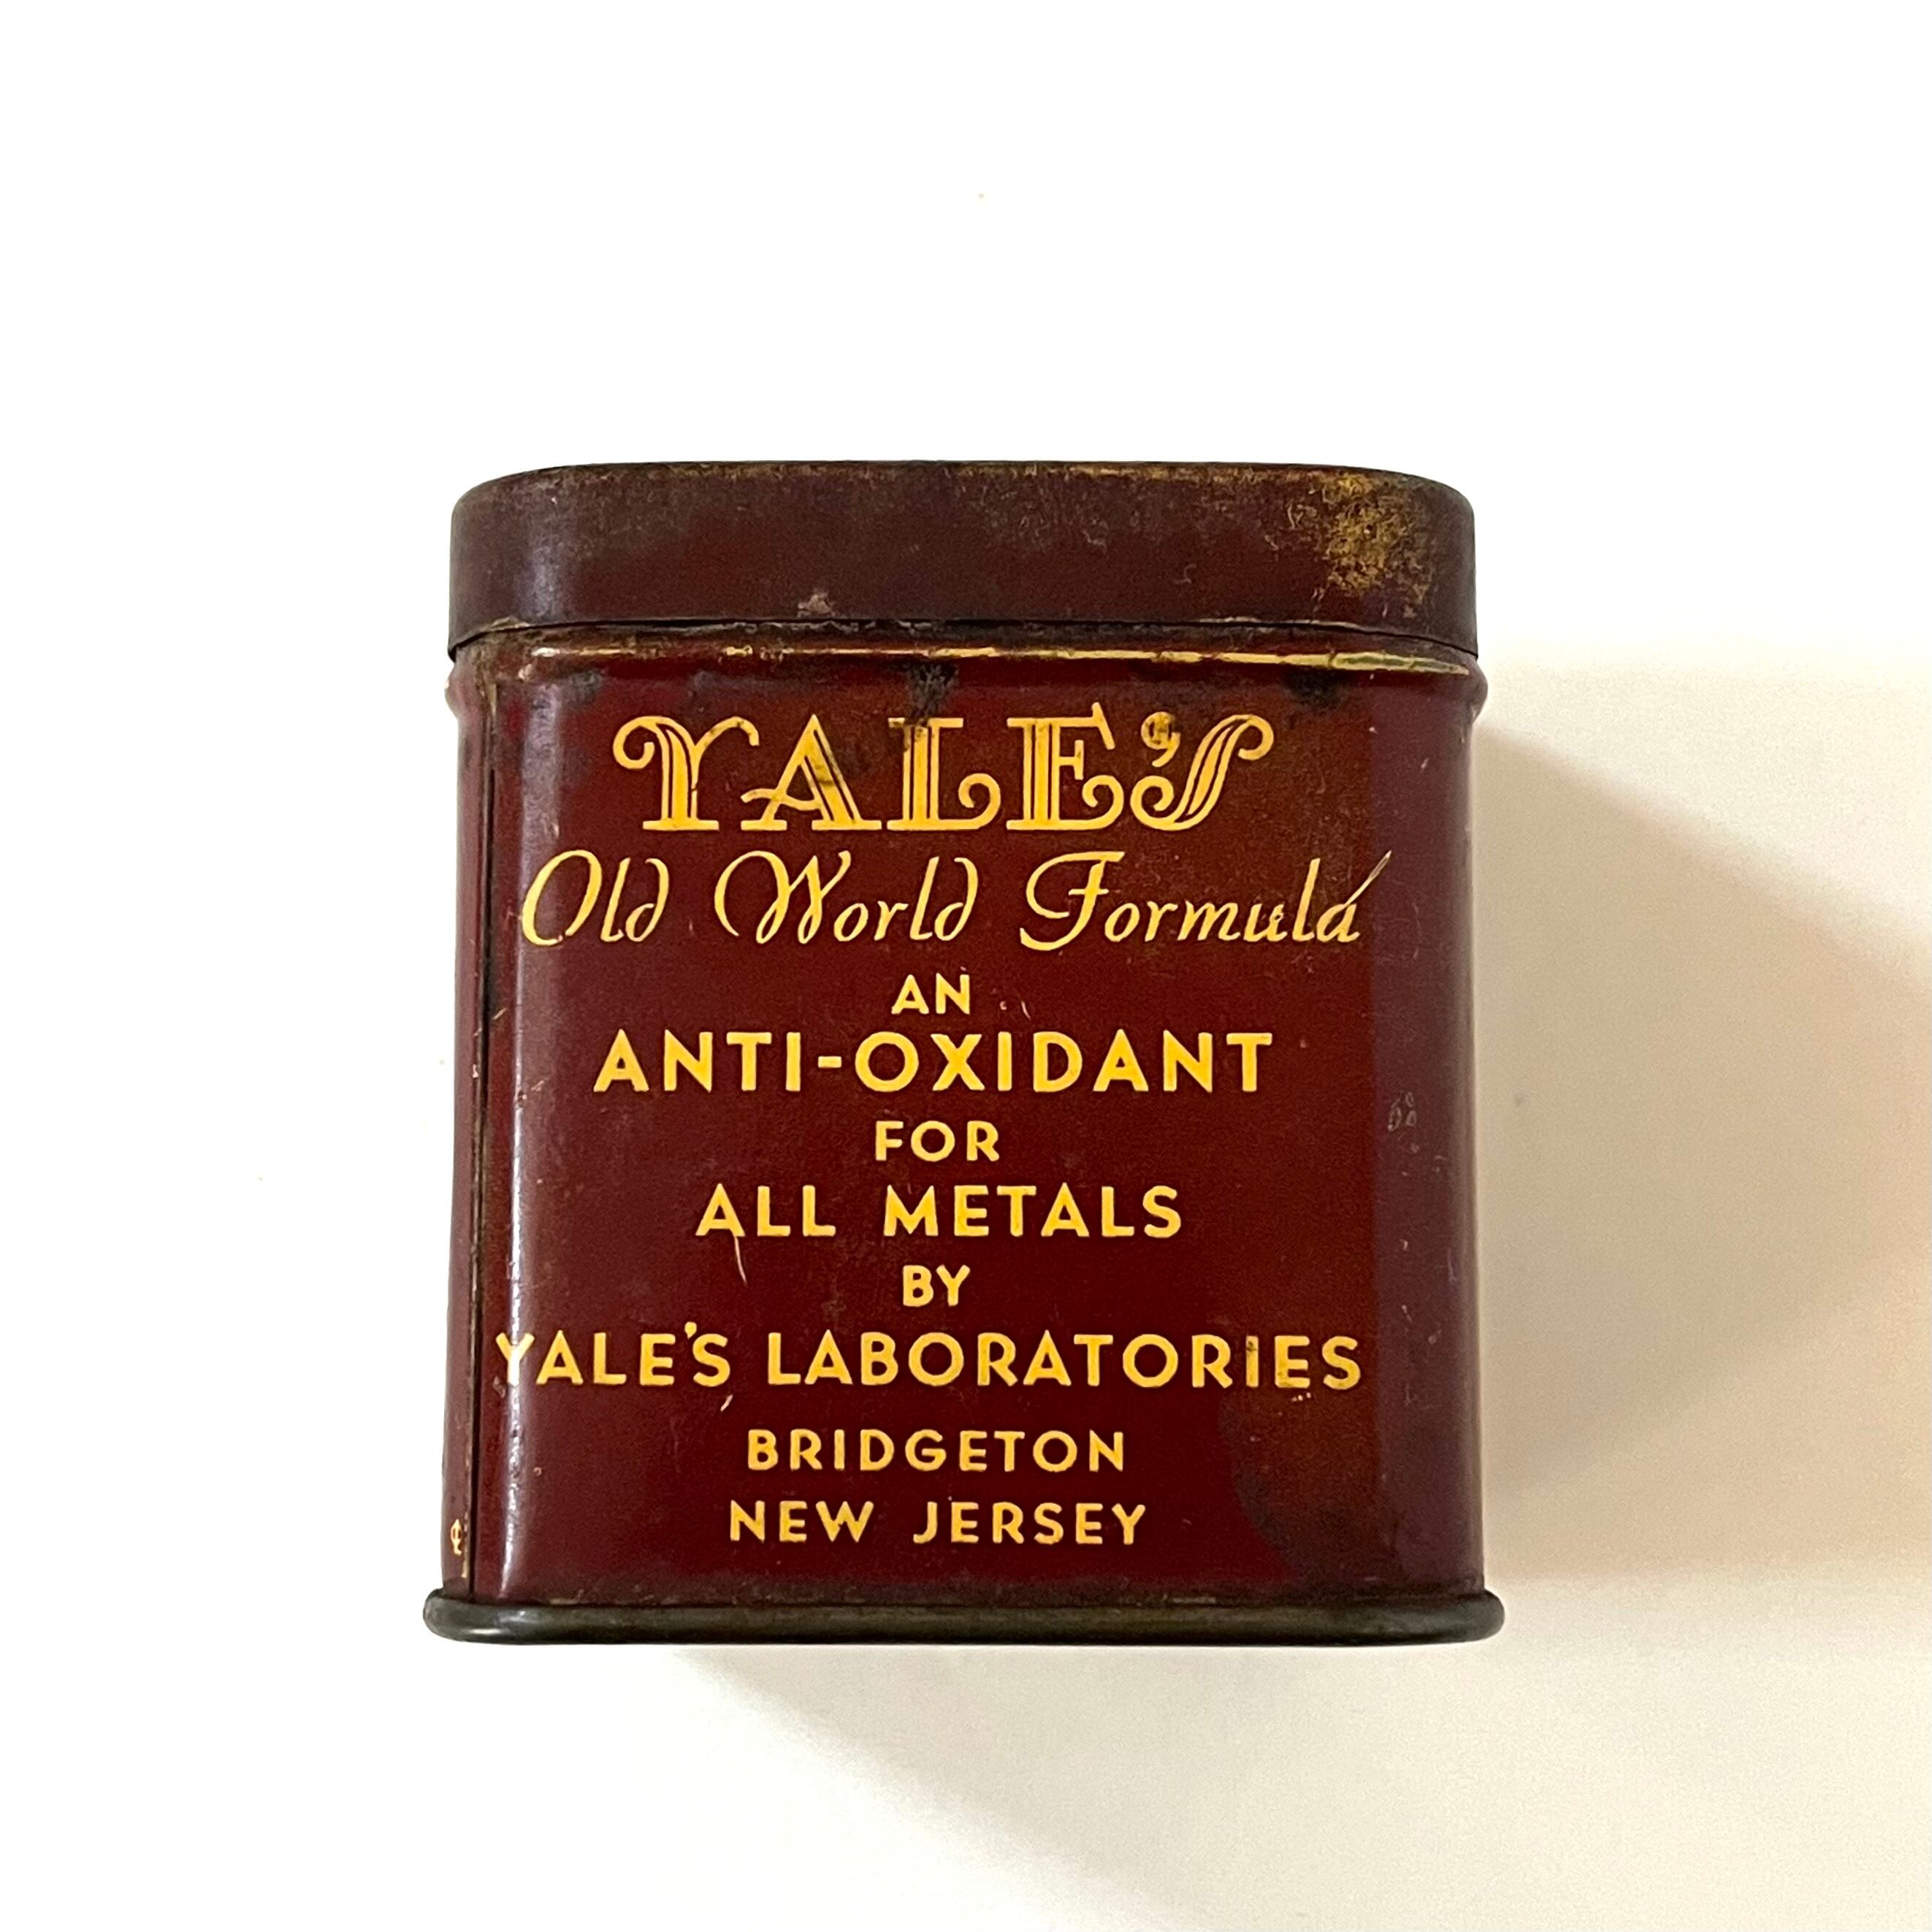 YALE'S
Old World Formula
AN
ANTI-OXIDANT
FOR
ALL METALS
BY
YALE'S LABORATORIES
BRIDGETON
NEW JERSEY